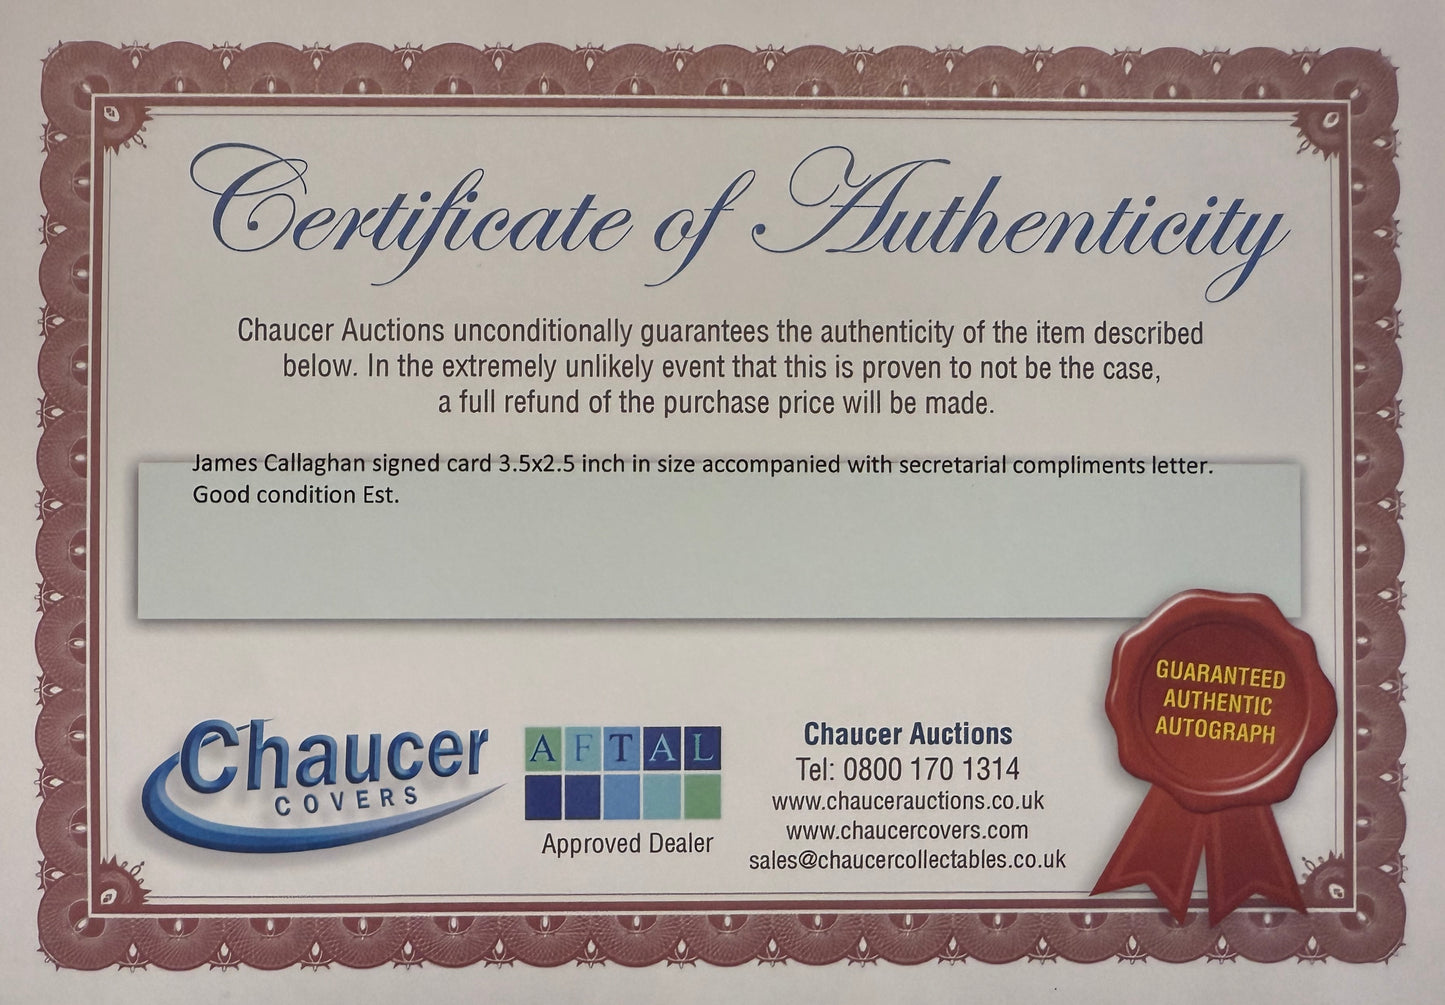 Certificate of Authenticity
Chaucer Auctions unconditionally guarantees the authenticity of the item described
below. In the extremely unlikely event that this is proven to not be the case,
a full refund of the purchase price will be made.
James Callaghan signed card 3.5x2.5 inch in size accompanied with secretarial compliments letter.
Good condition Est.
Chaucer
COVERS
AFTAL
Approved Dealer
Chaucer Auctions
Tel: 0800 170 1314
www.chaucerauctions.co.uk
www.chaucercovers.com
sales@chaucercollectables.co.uk
GUARANTEED
AUTHENTIC
AUTOGRAPH